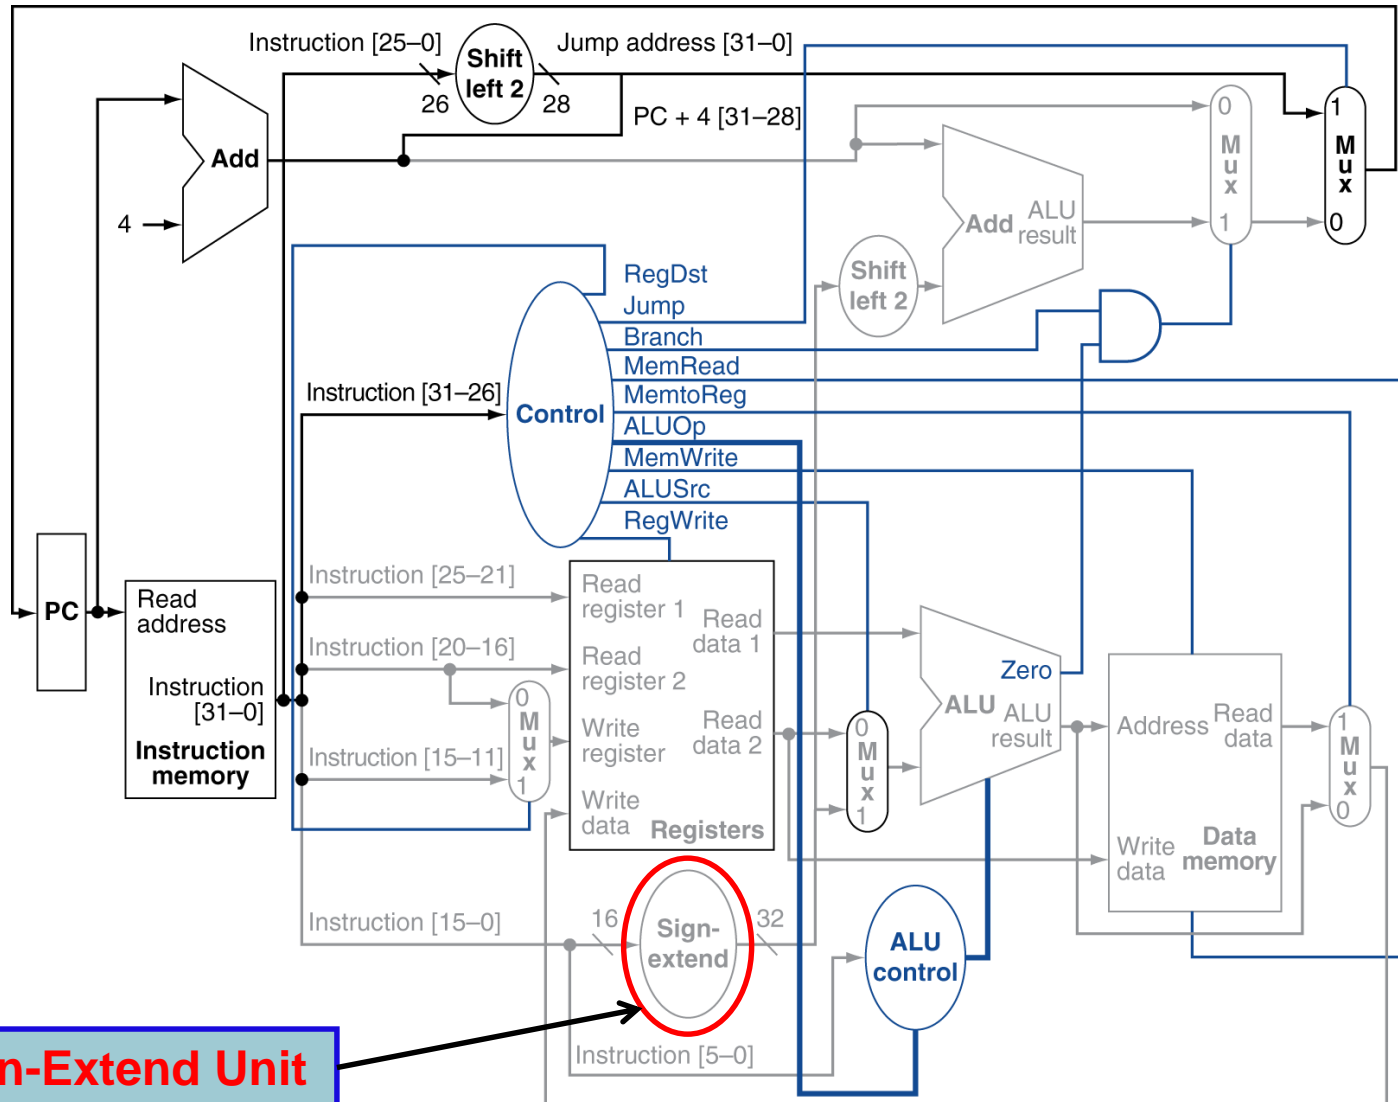 Instruction [25–0]
Shift
left 2
Jump address [31–0]
26
28
PC + 4 [31–28]
Add
4
0
M
u
x
1
1
M
u
x
0
Add
ALU
result
Shift
left 2
RegDst
Jump
Branch
MemRead
MemtoReg
ALUOp
MemWrite
ALUSrc
RegWrite
Instruction [31–26]
Control
PC
Read
address
Instruction
[31–0]
Instruction
memory
Instruction [25–21]
Instruction [20–16]
Instruction [15–11]
0
M
u
x
1
Read
register 1
Read
register 2
Write
register
Write
data
Read
data 1
Read
data 2
Registers
0
M
u
x
1
Zero
ALU
ALU
result
Address
Read
data
Write
data
Data
memory
1
M
u
x
0
Instruction [15–0]
16
Sign-
extend
32
ALU
control
Instruction [5–0]
n-Extend Unit